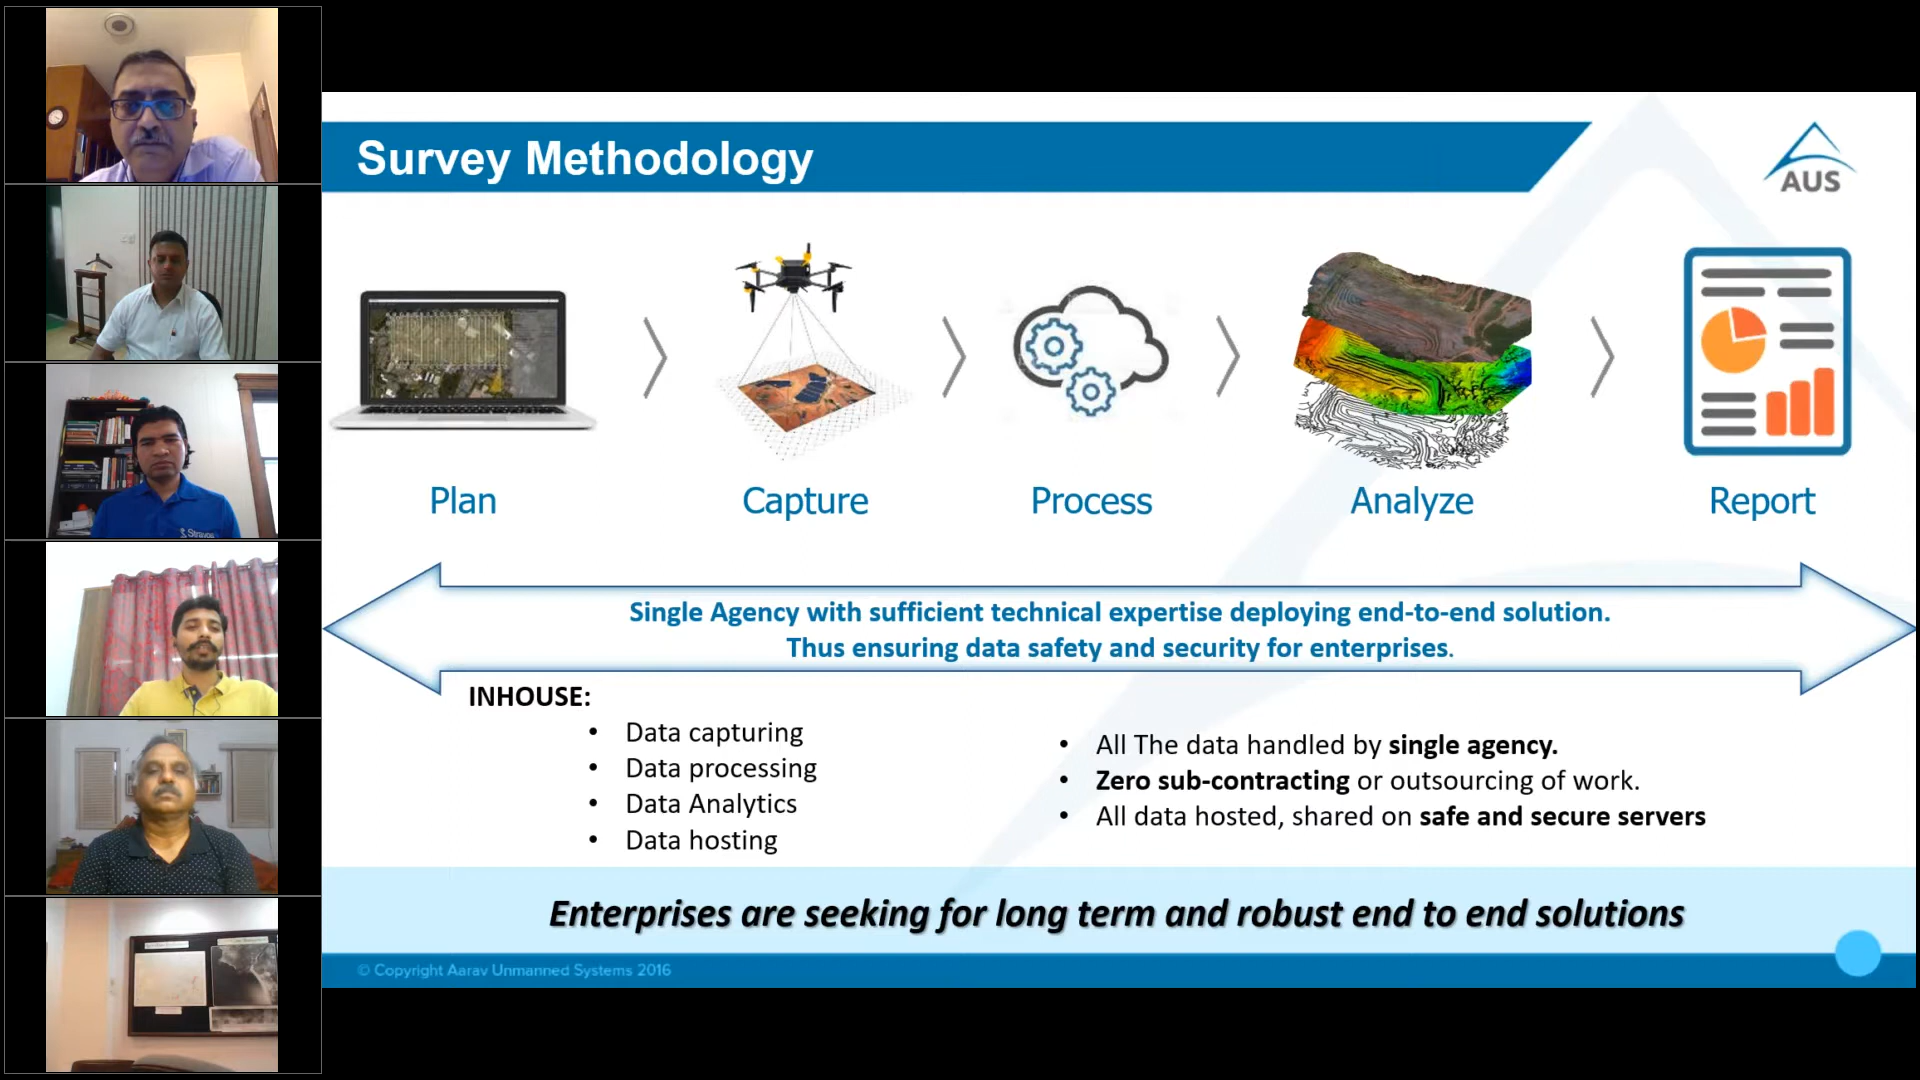 Survey Methodology
AUS
Plan
Capture
Process
Analyze
Report
Single Agency with sufficient technical expertise deploying end-to-end solution.
Thus ensuring data safety and security for enterprises.
INHOUSE:
• Data capturing
• Data processing
• Data Analytics
• Data hosting
• All The data handled by single agency.
• Zero sub-contracting or outsourcing of work.
• All data hosted, shared on safe and secure servers
Enterprises are seeking for long term and robust end to end solutions
© Copyright Aarav Unmanned Systems 2016